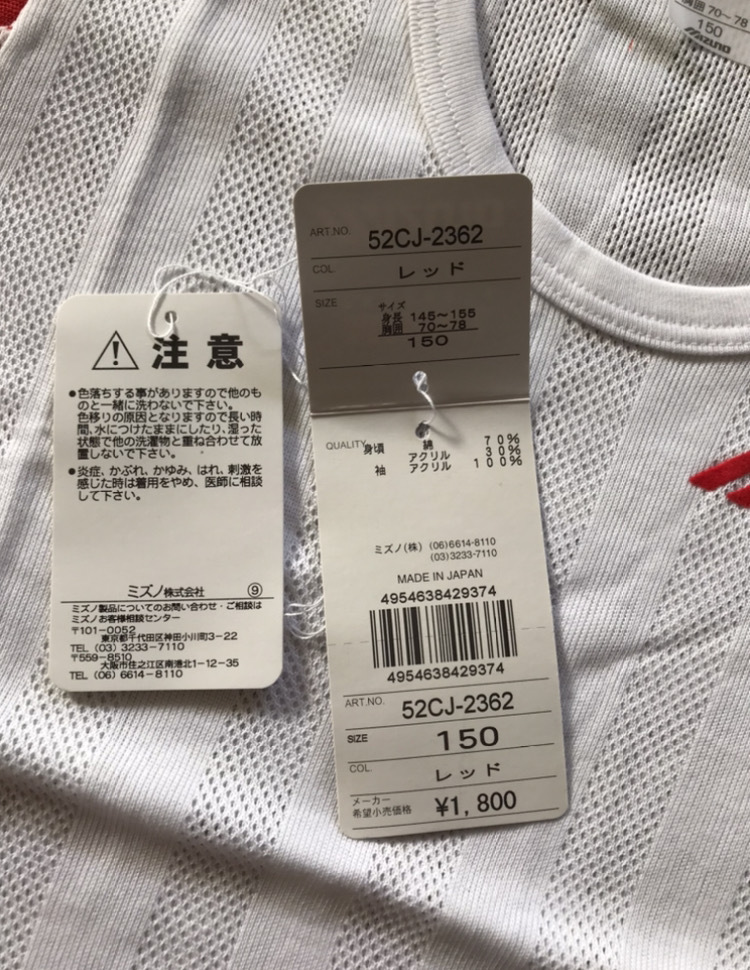 胸囲 70～78
150
MIZUNO
ART.NO. 52CJ-2362
COL. レッド
SIZE サイズ
身長 145～155
胸囲 70～78
150
QUALITY 身頃 綿 70%
アクリル 30%
袖 アクリル 100%
ミズノ(株) (06)6614-8110
(03)3233-7110
MADE IN JAPAN
4954638429374
4954638429374
ART.NO. 52CJ-2362
SIZE 150
COL. レッド
メーカー
希望小売価格 ¥1,800
注意
●色落ちする事がありますので他のも
のと一緒に洗わないで下さい。
色移りの原因となりますので長い時
間、水につけたままにしたり、湿った
状態で他の洗濯物と重ね合わせて放
置しないで下さい。
●炎症、かぶれ、かゆみ、はれ、刺激を
感じた時は着用をやめ、医師に相談
して下さい。
ミズノ株式会社 ⑨
ミズノ製品についてのお問い合わせ・ご相談は
ミズノお客様相談センター
〒101-0052
東京都千代田区神田小川町3-22
TEL (03) 3233-7110
〒559-8510
大阪市住之江区南港北1-12-35
TEL (06) 6614-8110